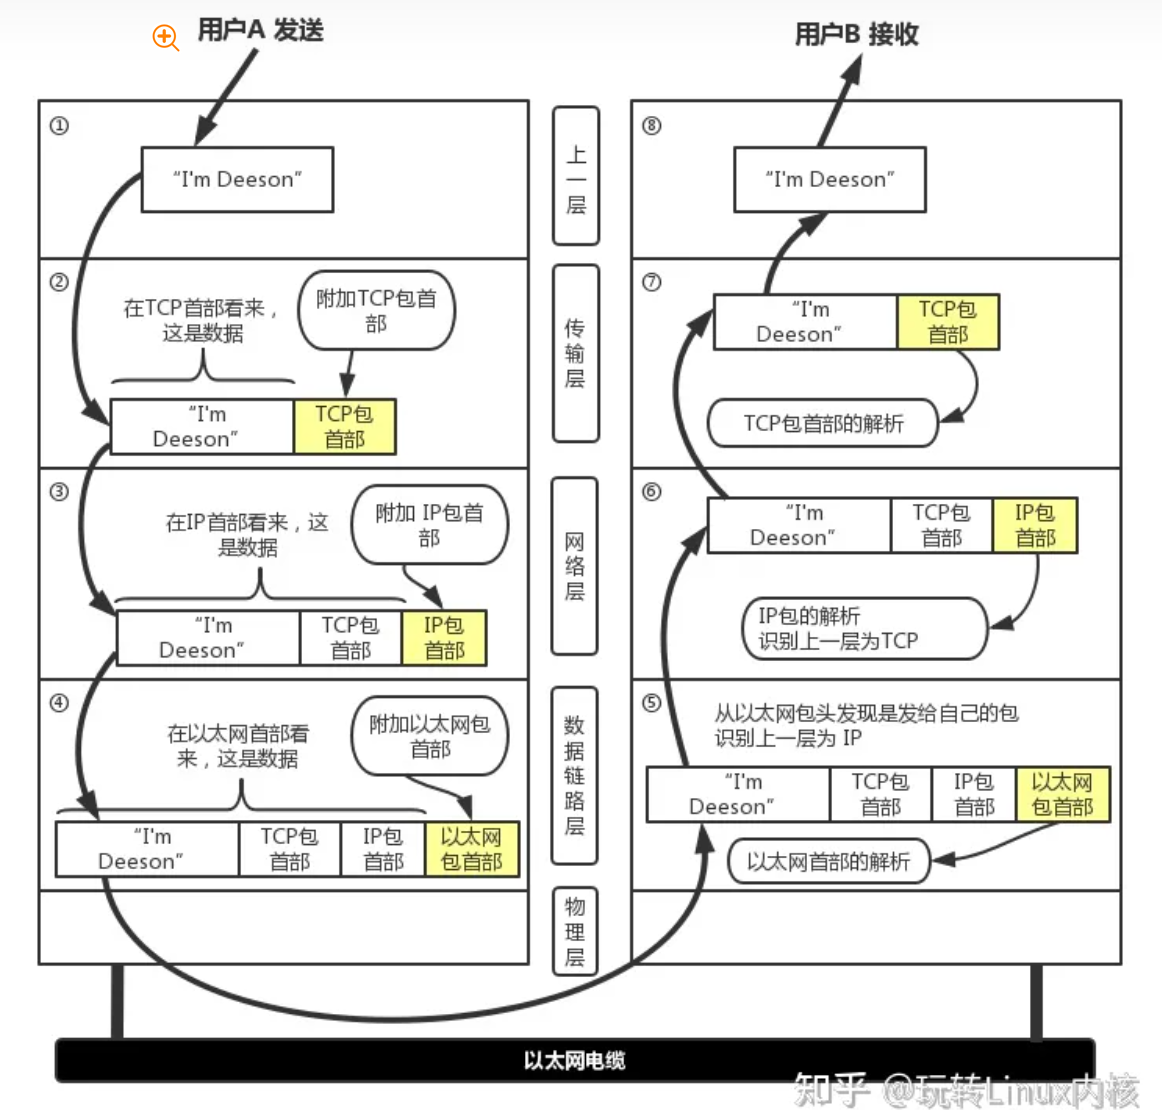 用户A 发送
用户B 接收
①
“I'm Deeson”
上
一
层
⑧
“I'm Deeson”
②
在TCP首部看来，
这是数据
附加TCP包首
部
“I'm
Deeson”
TCP包
首部
传
输
层
⑦
“I'm
Deeson”
TCP包
首部
TCP包首部的解析
③
在IP首部看来，这
是数据
附加 IP包首
部
“I'm
Deeson”
TCP包
首部
IP包
首部
网
络
层
⑥
“I'm
Deeson”
TCP包
首部
IP包
首部
IP包的解析
识别上一层为TCP
④
在以太网首部看
来，这是数据
附加以太网包
首部
“I'm
Deeson”
TCP包
首部
IP包
首部
以太网
包首部
数
据
链
路
层
⑤
从以太网包头发现是发给自己的包
识别上一层为 IP
“I'm
Deeson”
TCP包
首部
IP包
首部
以太网
包首部
以太网首部的解析
物
理
层
以太网电缆
知乎 @玩转Linux内核